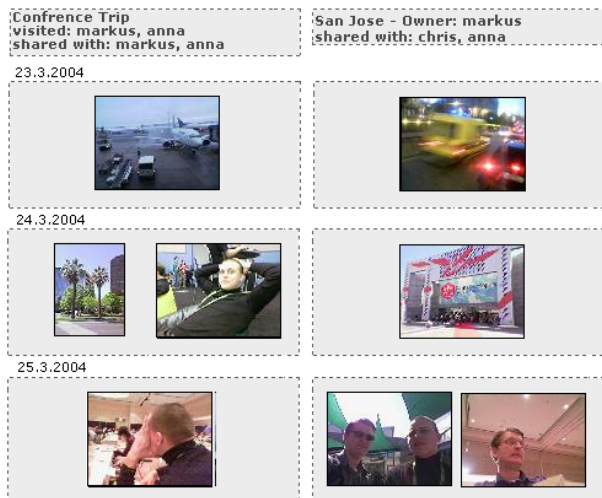 Confrence Trip
visited: markus, anna
shared with: markus, anna
San Jose - Owner: markus
shared with: chris, anna
23.3.2004
24.3.2004
25.3.2004